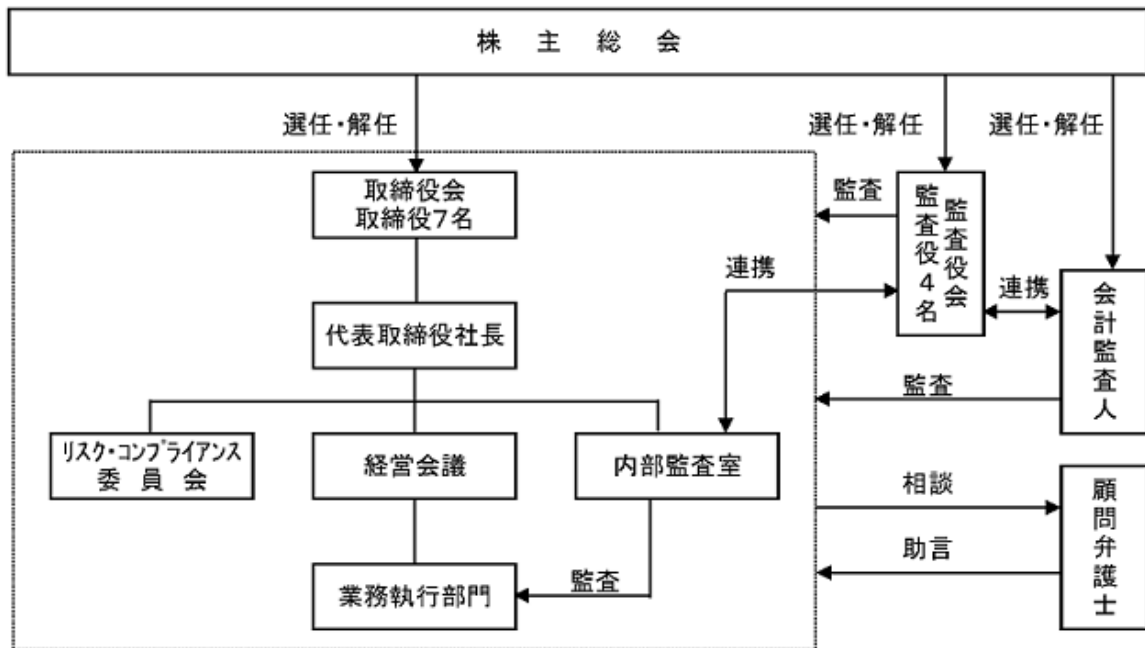 株主総会
選任・解任
選任・解任
選任・解任
取締役会
取締役7名
監査
監査役会
監査役4名
連携
連携
会計監査人
代表取締役社長
監査
リスク・コンプライアンス
委員会
経営会議
内部監査室
相談
顧問弁護士
助言
業務執行部門
監査